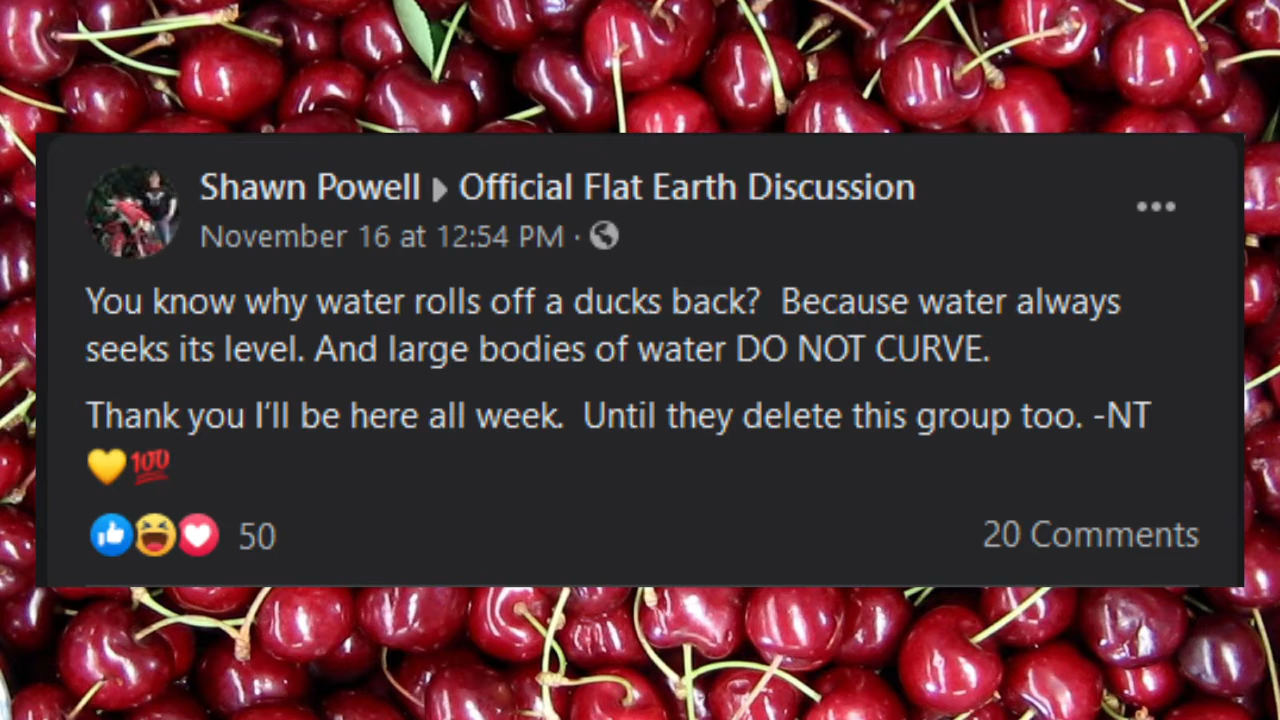 Shawn Powell ▶ Official Flat Earth Discussion
November 16 at 12:54 PM ·
You know why water rolls off a ducks back?  Because water always
seeks its level. And large bodies of water DO NOT CURVE.
Thank you I'll be here all week.  Until they delete this group too. -NT
💛💯
50
20 Comments